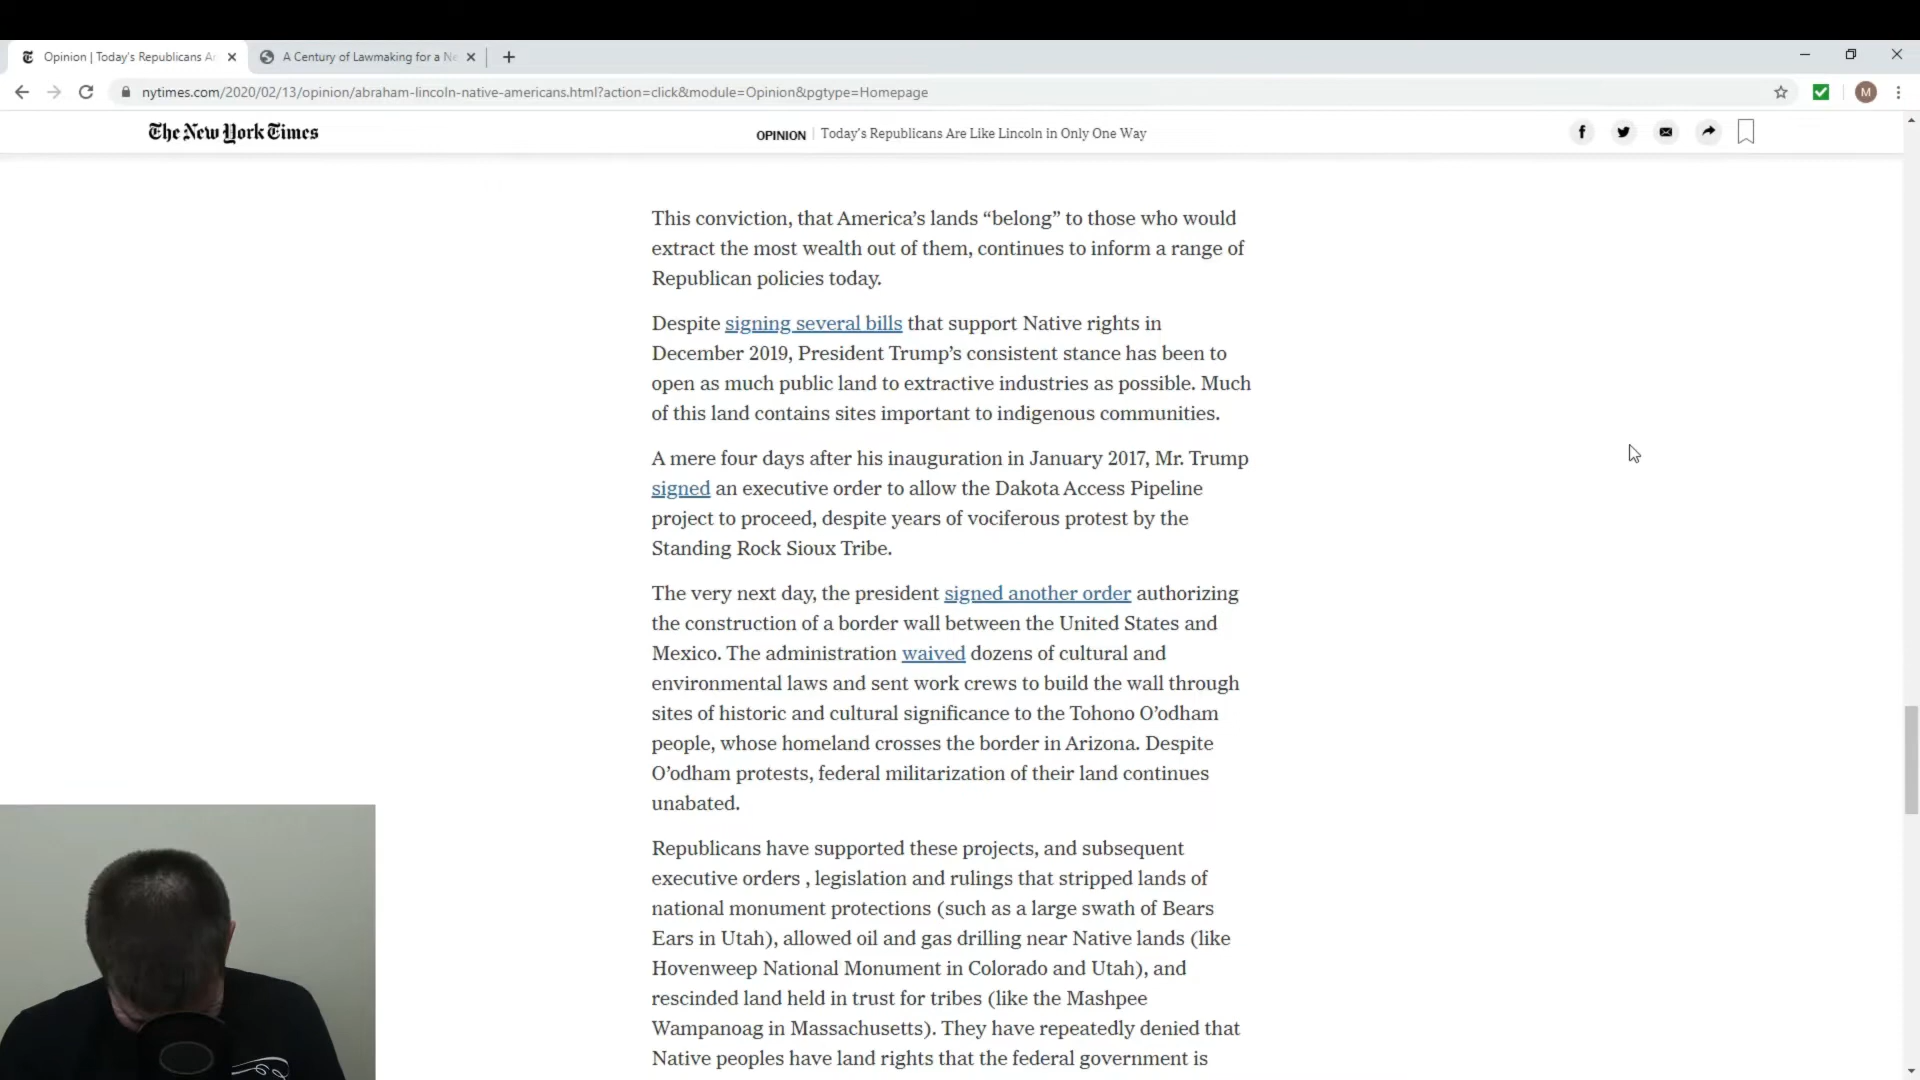 Opinion | Today's Republicans Ar
A Century of Lawmaking for a Ne
nytimes.com/2020/02/13/opinion/abraham-lincoln-native-americans.html?action=click&module=Opinion&pgtype=Homepage
M
The New York Times
OPINION | Today's Republicans Are Like Lincoln in Only One Way
This conviction, that America's lands “belong” to those who would
extract the most wealth out of them, continues to inform a range of
Republican policies today.
Despite signing several bills that support Native rights in
December 2019, President Trump's consistent stance has been to
open as much public land to extractive industries as possible. Much
of this land contains sites important to indigenous communities.
A mere four days after his inauguration in January 2017, Mr. Trump
signed an executive order to allow the Dakota Access Pipeline
project to proceed, despite years of vociferous protest by the
Standing Rock Sioux Tribe.
The very next day, the president signed another order authorizing
the construction of a border wall between the United States and
Mexico. The administration waived dozens of cultural and
environmental laws and sent work crews to build the wall through
sites of historic and cultural significance to the Tohono O'odham
people, whose homeland crosses the border in Arizona. Despite
O'odham protests, federal militarization of their land continues
unabated.
Republicans have supported these projects, and subsequent
executive orders , legislation and rulings that stripped lands of
national monument protections (such as a large swath of Bears
Ears in Utah), allowed oil and gas drilling near Native lands (like
Hovenweep National Monument in Colorado and Utah), and
rescinded land held in trust for tribes (like the Mashpee
Wampanoag in Massachusetts). They have repeatedly denied that
Native peoples have land rights that the federal government is